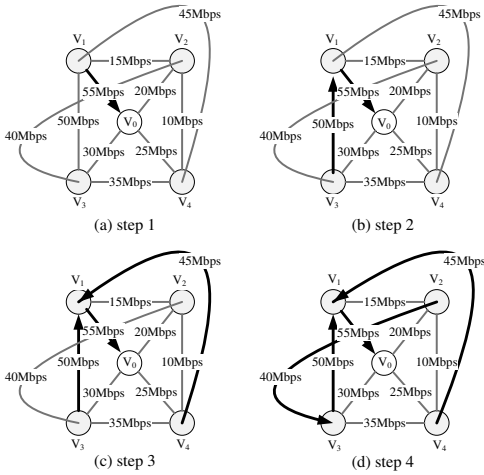 45Mbps
V1
V2
15Mbps
55Mbps
20Mbps
V0
40Mbps
50Mbps
10Mbps
30Mbps
25Mbps
35Mbps
V3
V4
(a) step 1
45Mbps
V1
V2
15Mbps
55Mbps
20Mbps
V0
40Mbps
50Mbps
10Mbps
30Mbps
25Mbps
35Mbps
V3
V4
(b) step 2
45Mbps
V1
V2
15Mbps
55Mbps
20Mbps
V0
50Mbps
10Mbps
40Mbps
30Mbps
25Mbps
35Mbps
V3
V4
(c) step 3
45Mbps
V1
V2
15Mbps
55Mbps
20Mbps
V0
50Mbps
10Mbps
40Mbps
30Mbps
25Mbps
35Mbps
V3
V4
(d) step 4